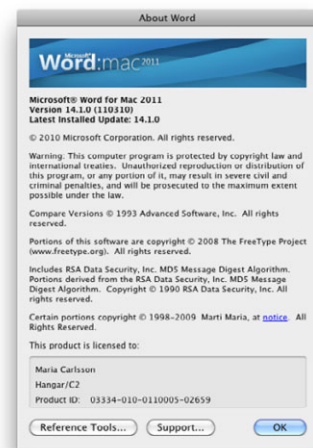 About Word
Microsoft®
Word:mac 2011
Microsoft® Word for Mac 2011
Version 14.1.0 (110310)
Latest Installed Update: 14.1.0
© 2010 Microsoft Corporation. All rights reserved.
Warning: This computer program is protected by copyright law and
international treaties. Unauthorized reproduction or distribution of
this program, or any portion of it, may result in severe civil and
criminal penalties, and will be prosecuted to the maximum extent
possible under the law.
Compare Versions © 1993 Advanced Software, Inc. All rights
reserved.
Portions of this software are copyright © 2008 The FreeType Project
(www.freetype.org). All rights reserved.
Includes RSA Data Security, Inc. MD5 Message Digest Algorithm.
Portions derived from the RSA Data Security, Inc. MD5 Message
Digest Algorithm. Copyright © 1990 RSA Data Security, Inc. All
rights reserved.
Certain portions copyright © 1998-2009 Marti Maria, at notice. All
Rights Reserved.
This product is licensed to:
Maria Carlsson
Hangar/C2
Product ID: 03334-010-0110005-02659
Reference Tools... Support... OK